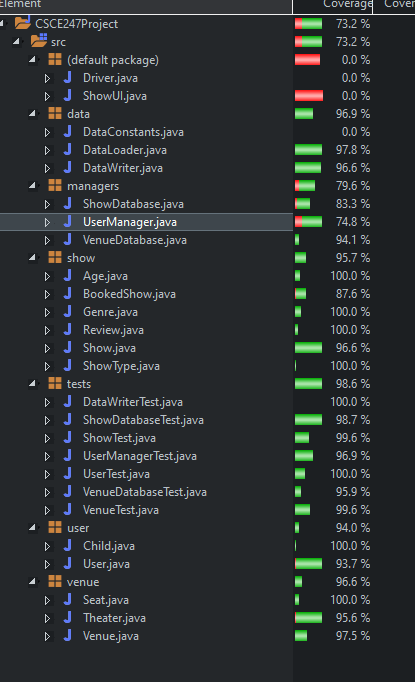 Element Coverage Cover
CSCE247Project 73.2 %
src 73.2 %
(default package) 0.0 %
Driver.java 0.0 %
ShowUI.java 0.0 %
data 96.9 %
DataConstants.java 0.0 %
DataLoader.java 97.8 %
DataWriter.java 96.6 %
managers 79.6 %
ShowDatabase.java 83.3 %
UserManager.java 74.8 %
VenueDatabase.java 94.1 %
show 95.7 %
Age.java 100.0 %
BookedShow.java 87.6 %
Genre.java 100.0 %
Review.java 100.0 %
Show.java 96.6 %
ShowType.java 100.0 %
tests 98.6 %
DataWriterTest.java 100.0 %
ShowDatabaseTest.java 98.7 %
ShowTest.java 99.6 %
UserManagerTest.java 96.9 %
UserTest.java 100.0 %
VenueDatabaseTest.java 95.9 %
VenueTest.java 99.6 %
user 94.0 %
Child.java 100.0 %
User.java 93.7 %
venue 96.6 %
Seat.java 100.0 %
Theater.java 95.6 %
Venue.java 97.5 %